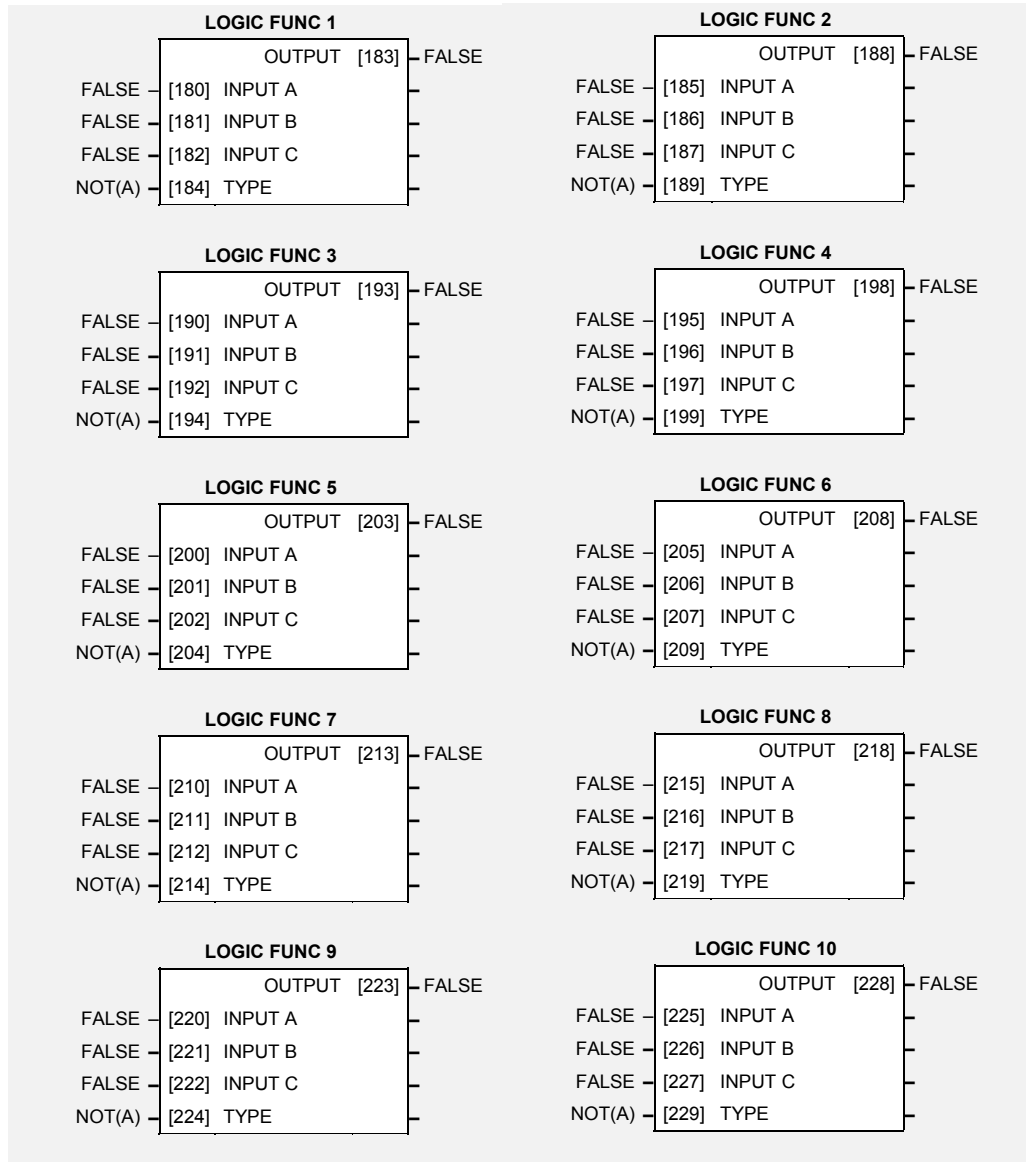 LOGIC FUNC 1
OUTPUT [183] – FALSE
FALSE – [180] INPUT A –
FALSE – [181] INPUT B –
FALSE – [182] INPUT C –
NOT(A) – [184] TYPE –
LOGIC FUNC 2
OUTPUT [188] – FALSE
FALSE – [185] INPUT A –
FALSE – [186] INPUT B –
FALSE – [187] INPUT C –
NOT(A) – [189] TYPE –
LOGIC FUNC 3
OUTPUT [193] – FALSE
FALSE – [190] INPUT A –
FALSE – [191] INPUT B –
FALSE – [192] INPUT C –
NOT(A) – [194] TYPE –
LOGIC FUNC 4
OUTPUT [198] – FALSE
FALSE – [195] INPUT A –
FALSE – [196] INPUT B –
FALSE – [197] INPUT C –
NOT(A) – [199] TYPE –
LOGIC FUNC 5
OUTPUT [203] – FALSE
FALSE – [200] INPUT A –
FALSE – [201] INPUT B –
FALSE – [202] INPUT C –
NOT(A) – [204] TYPE –
LOGIC FUNC 6
OUTPUT [208] – FALSE
FALSE – [205] INPUT A –
FALSE – [206] INPUT B –
FALSE – [207] INPUT C –
NOT(A) – [209] TYPE –
LOGIC FUNC 7
OUTPUT [213] – FALSE
FALSE – [210] INPUT A –
FALSE – [211] INPUT B –
FALSE – [212] INPUT C –
NOT(A) – [214] TYPE –
LOGIC FUNC 8
OUTPUT [218] – FALSE
FALSE – [215] INPUT A –
FALSE – [216] INPUT B –
FALSE – [217] INPUT C –
NOT(A) – [219] TYPE –
LOGIC FUNC 9
OUTPUT [223] – FALSE
FALSE – [220] INPUT A –
FALSE – [221] INPUT B –
FALSE – [222] INPUT C –
NOT(A) – [224] TYPE –
LOGIC FUNC 10
OUTPUT [228] – FALSE
FALSE – [225] INPUT A –
FALSE – [226] INPUT B –
FALSE – [227] INPUT C –
NOT(A) – [229] TYPE –